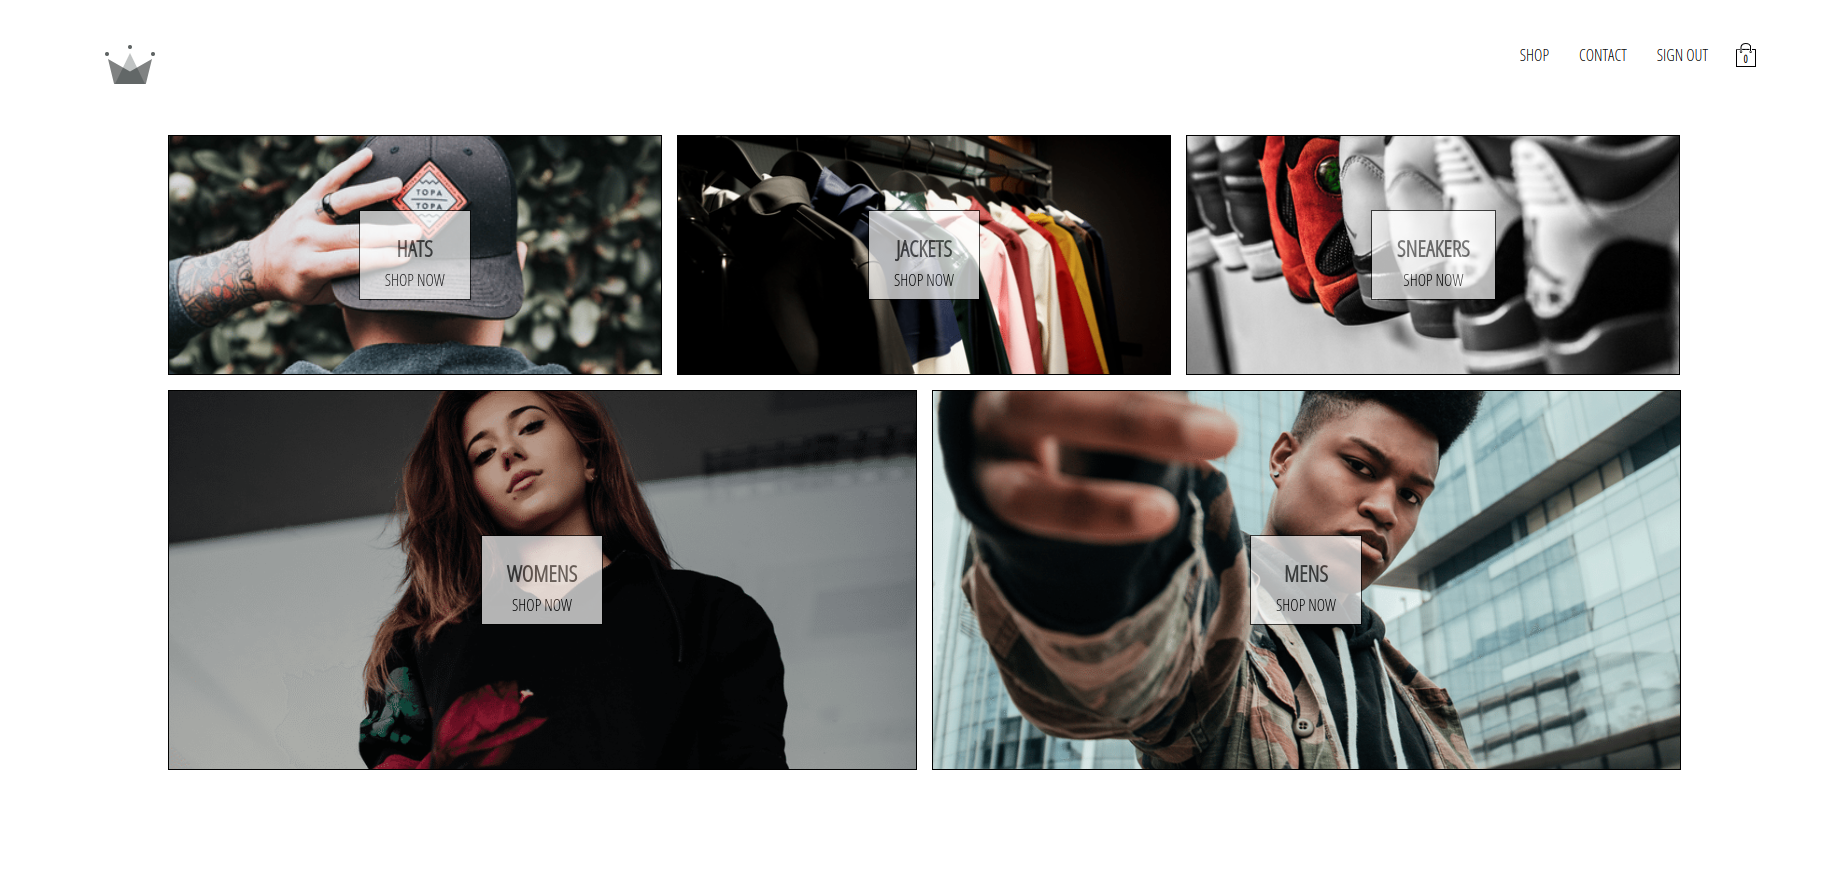 SHOP
CONTACT
SIGN OUT
0
TOPA
TOPA
HATS
SHOP NOW
JACKETS
SHOP NOW
SNEAKERS
SHOP NOW
WOMENS
SHOP NOW
MENS
SHOP NOW